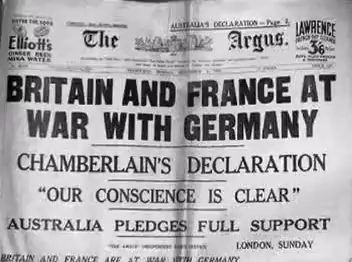 AUSTRALIA'S DECLARATION — Page 2.
Elliott's
GINGER BEER
MIXA WATER
The Argus.
LAWRENCE
36
BRITAIN AND FRANCE AT
WAR WITH GERMANY
CHAMBERLAIN'S DECLARATION
"OUR CONSCIENCE IS CLEAR"
AUSTRALIA PLEDGES FULL SUPPORT
LONDON, SUNDAY
BRITAIN AND FRANCE ARE AT WAR WITH GERMANY